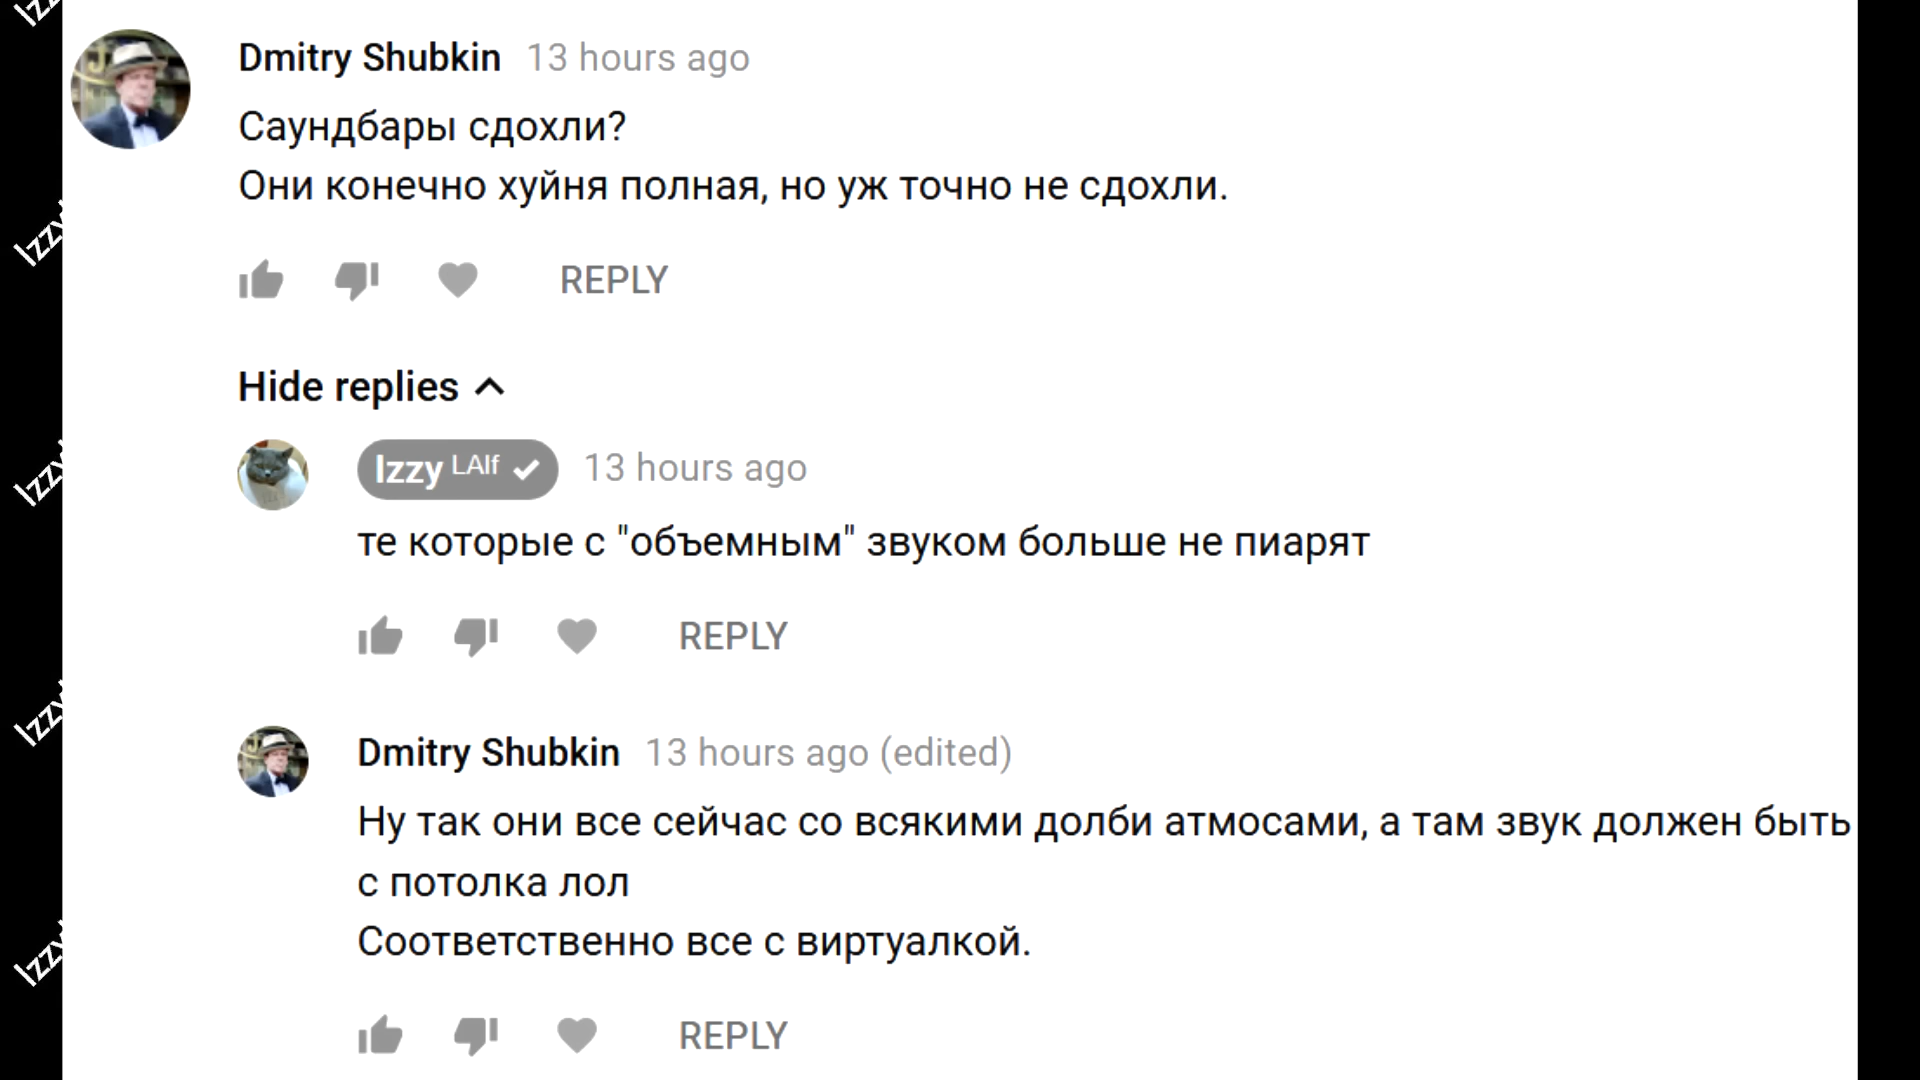 Dmitry Shubkin 13 hours ago
Саундбары сдохли?
Они конечно хуйня полная, но уж точно не сдохли.
REPLY
Hide replies
Izzy LAIf 13 hours ago
те которые с "объемным" звуком больше не пиарят
REPLY
Dmitry Shubkin 13 hours ago (edited)
Ну так они все сейчас со всякими долби атмосами, а там звук должен быть
с потолка лол
Соответственно все с виртуалкой.
REPLY